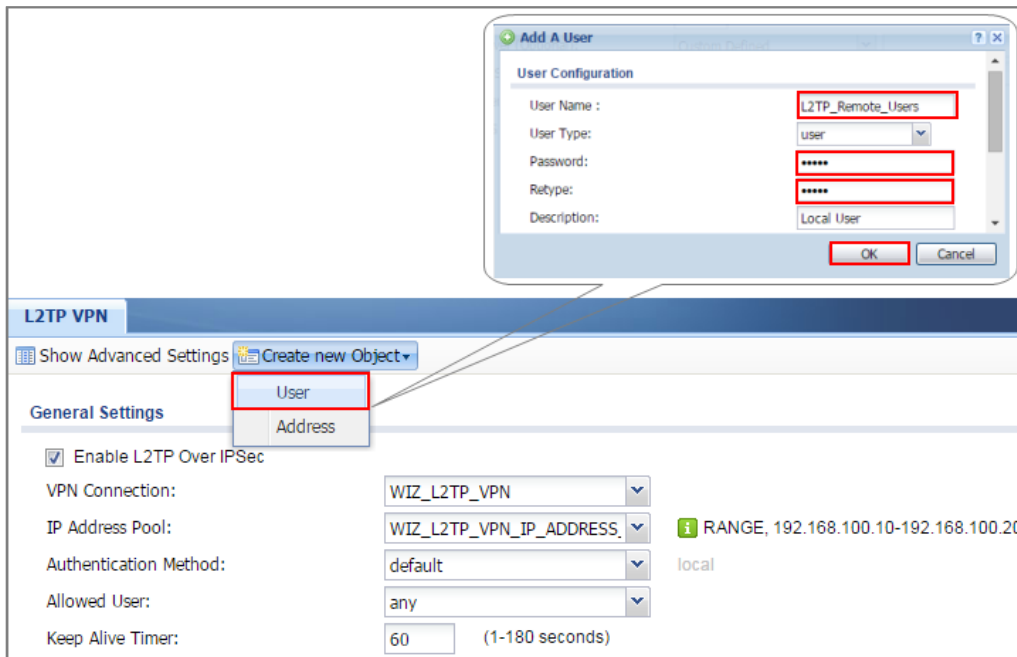 Add A User
User Configuration
User Name :
L2TP_Remote_Users
User Type:
user
Password:
•••••
Retype:
•••••
Description:
Local User
OK
Cancel
L2TP VPN
Show Advanced Settings
Create new Object
User
Address
General Settings
Enable L2TP Over IPSec
VPN Connection:
WIZ_L2TP_VPN
IP Address Pool:
WIZ_L2TP_VPN_IP_ADDRESS_
RANGE, 192.168.100.10-192.168.100.20
Authentication Method:
default
local
Allowed User:
any
Keep Alive Timer:
60
(1-180 seconds)